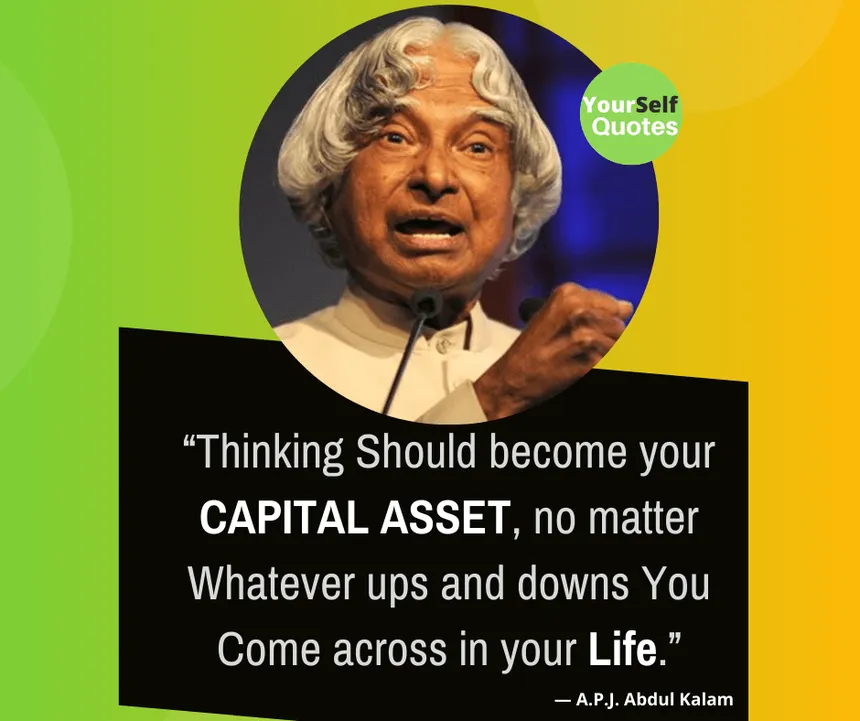 YourSelf
Quotes
“Thinking Should become your
CAPITAL ASSET, no matter
Whatever ups and downs You
Come across in your Life.”
— A.P.J. Abdul Kalam